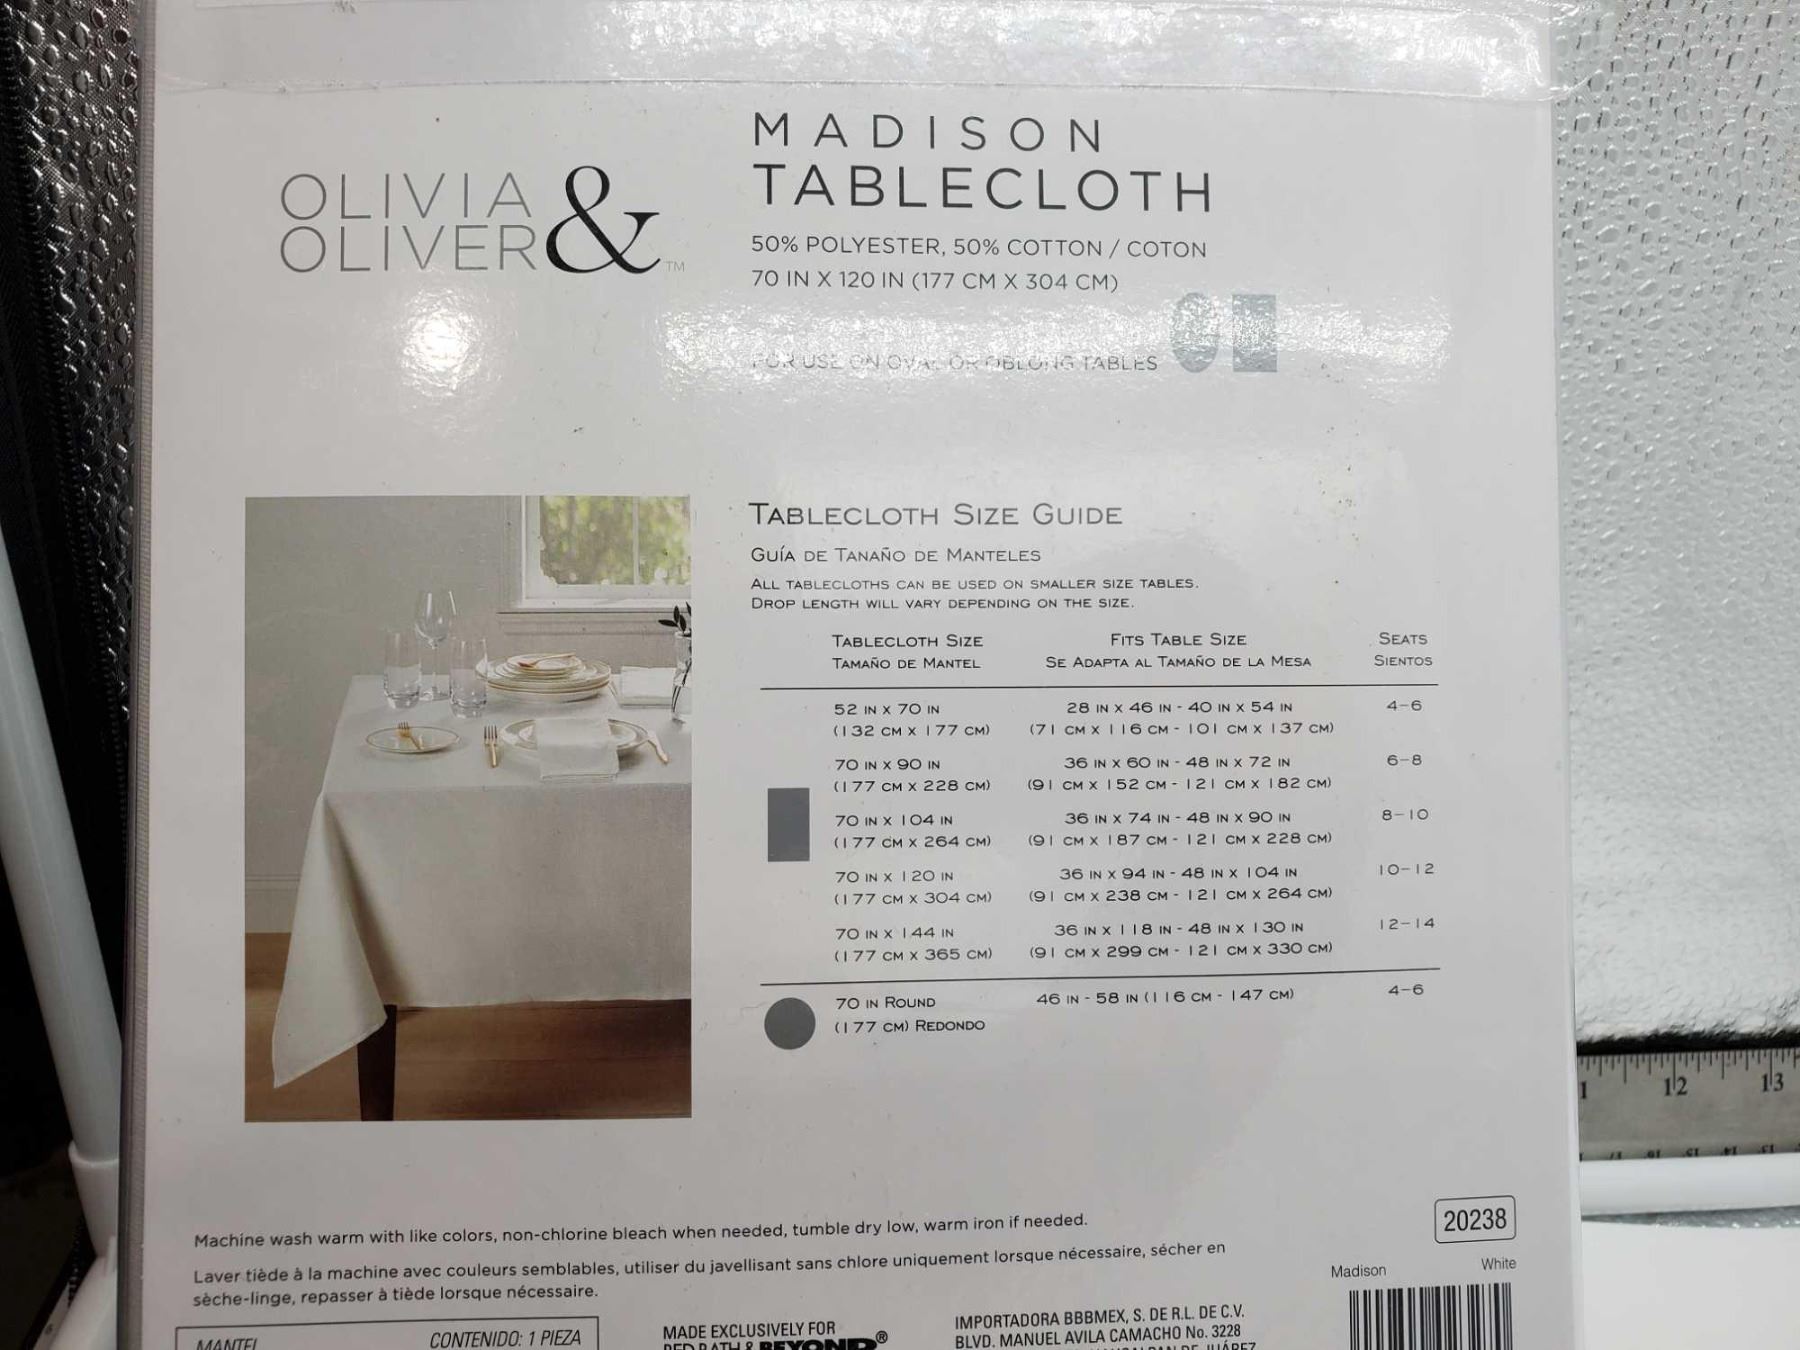 OLIVIA &
OLIVER ™
MADISON
TABLECLOTH
50% POLYESTER, 50% COTTON / COTON
70 IN X 120 IN (177 CM X 304 CM)
FOR USE ON OVAL OR OBLONG TABLES
TABLECLOTH SIZE GUIDE
GUÍA DE TANAÑO DE MANTELES
ALL TABLECLOTHS CAN BE USED ON SMALLER SIZE TABLES.
DROP LENGTH WILL VARY DEPENDING ON THE SIZE.
TABLECLOTH SIZE FITS TABLE SIZE SEATS
TAMAÑO DE MANTEL SE ADAPTA AL TAMAÑO DE LA MESA SIENTOS
52 IN X 70 IN 28 IN X 46 IN - 40 IN X 54 IN 4-6
(132 CM X 177 CM) (71 CM X 116 CM - 101 CM X 137 CM)
70 IN X 90 IN 36 IN X 60 IN - 48 IN X 72 IN 6-8
(177 CM X 228 CM) (91 CM X 152 CM - 121 CM X 182 CM)
70 IN X 104 IN 36 IN X 74 IN - 48 IN X 90 IN 8-10
(177 CM X 264 CM) (91 CM X 187 CM - 121 CM X 228 CM)
70 IN X 120 IN 36 IN X 94 IN - 48 IN X 104 IN 10-12
(177 CM X 304 CM) (91 CM X 238 CM - 121 CM X 264 CM)
70 IN X 144 IN 36 IN X 118 IN - 48 IN X 130 IN 12-14
(177 CM X 365 CM) (91 CM X 299 CM - 121 CM X 330 CM)
70 IN ROUND 46 IN - 58 IN (116 CM - 147 CM) 4-6
(177 CM) REDONDO
12 13
Machine wash warm with like colors, non-chlorine bleach when needed, tumble dry low, warm iron if needed.
Laver tiède à la machine avec couleurs semblables, utiliser du javellisant sans chlore uniquement lorsque nécessaire, sécher en
sèche-linge, repasser à tiède lorsque nécessaire.
20238
Madison White
MANTEL CONTENIDO: 1 PIEZA
MADE EXCLUSIVELY FOR
BED BATH & BEYOND®
IMPORTADORA BBBMEX, S. DE R.L. DE C.V.
BLVD. MANUEL AVILA CAMACHO No. 3228
DE JUÁREZ